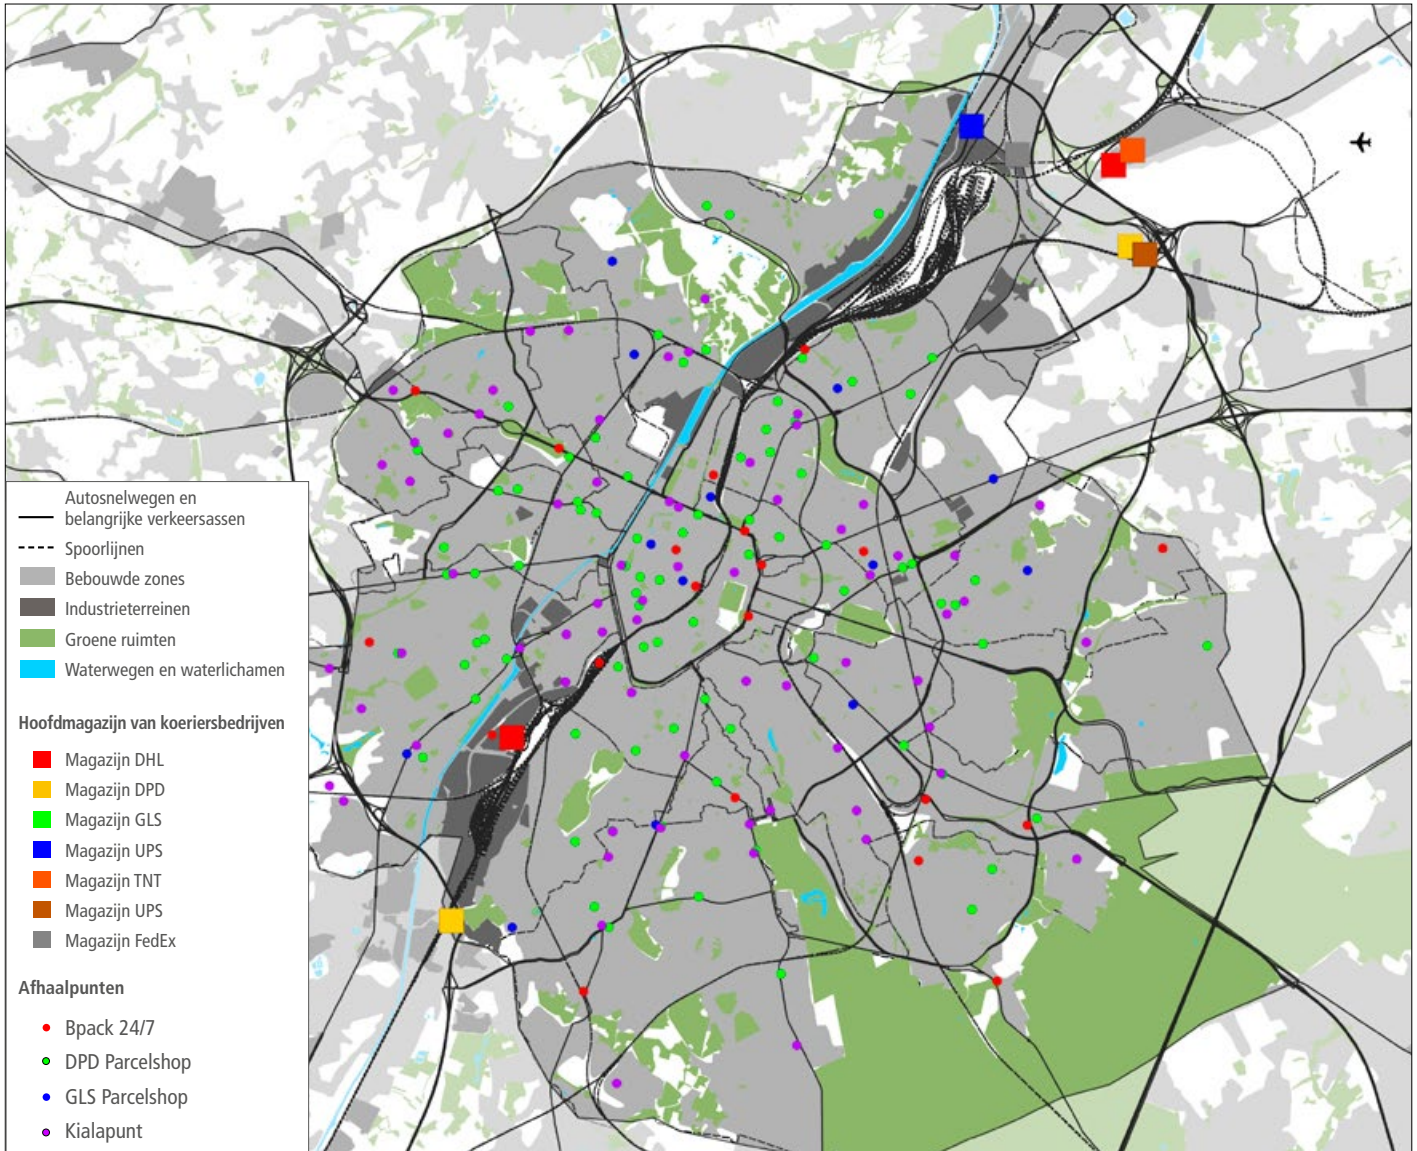 Autosnelwegen en
belangrijke verkeersassen
Spoorlijnen
Bebouwde zones
Industrieterreinen
Groene ruimten
Waterwegen en waterlichamen
Hoofdmagazijn van koeriersbedrijven
Magazijn DHL
Magazijn DPD
Magazijn GLS
Magazijn UPS
Magazijn TNT
Magazijn UPS
Magazijn FedEx
Afhaalpunten
Bpack 24/7
DPD Parcelshop
GLS Parcelshop
Kialapunt